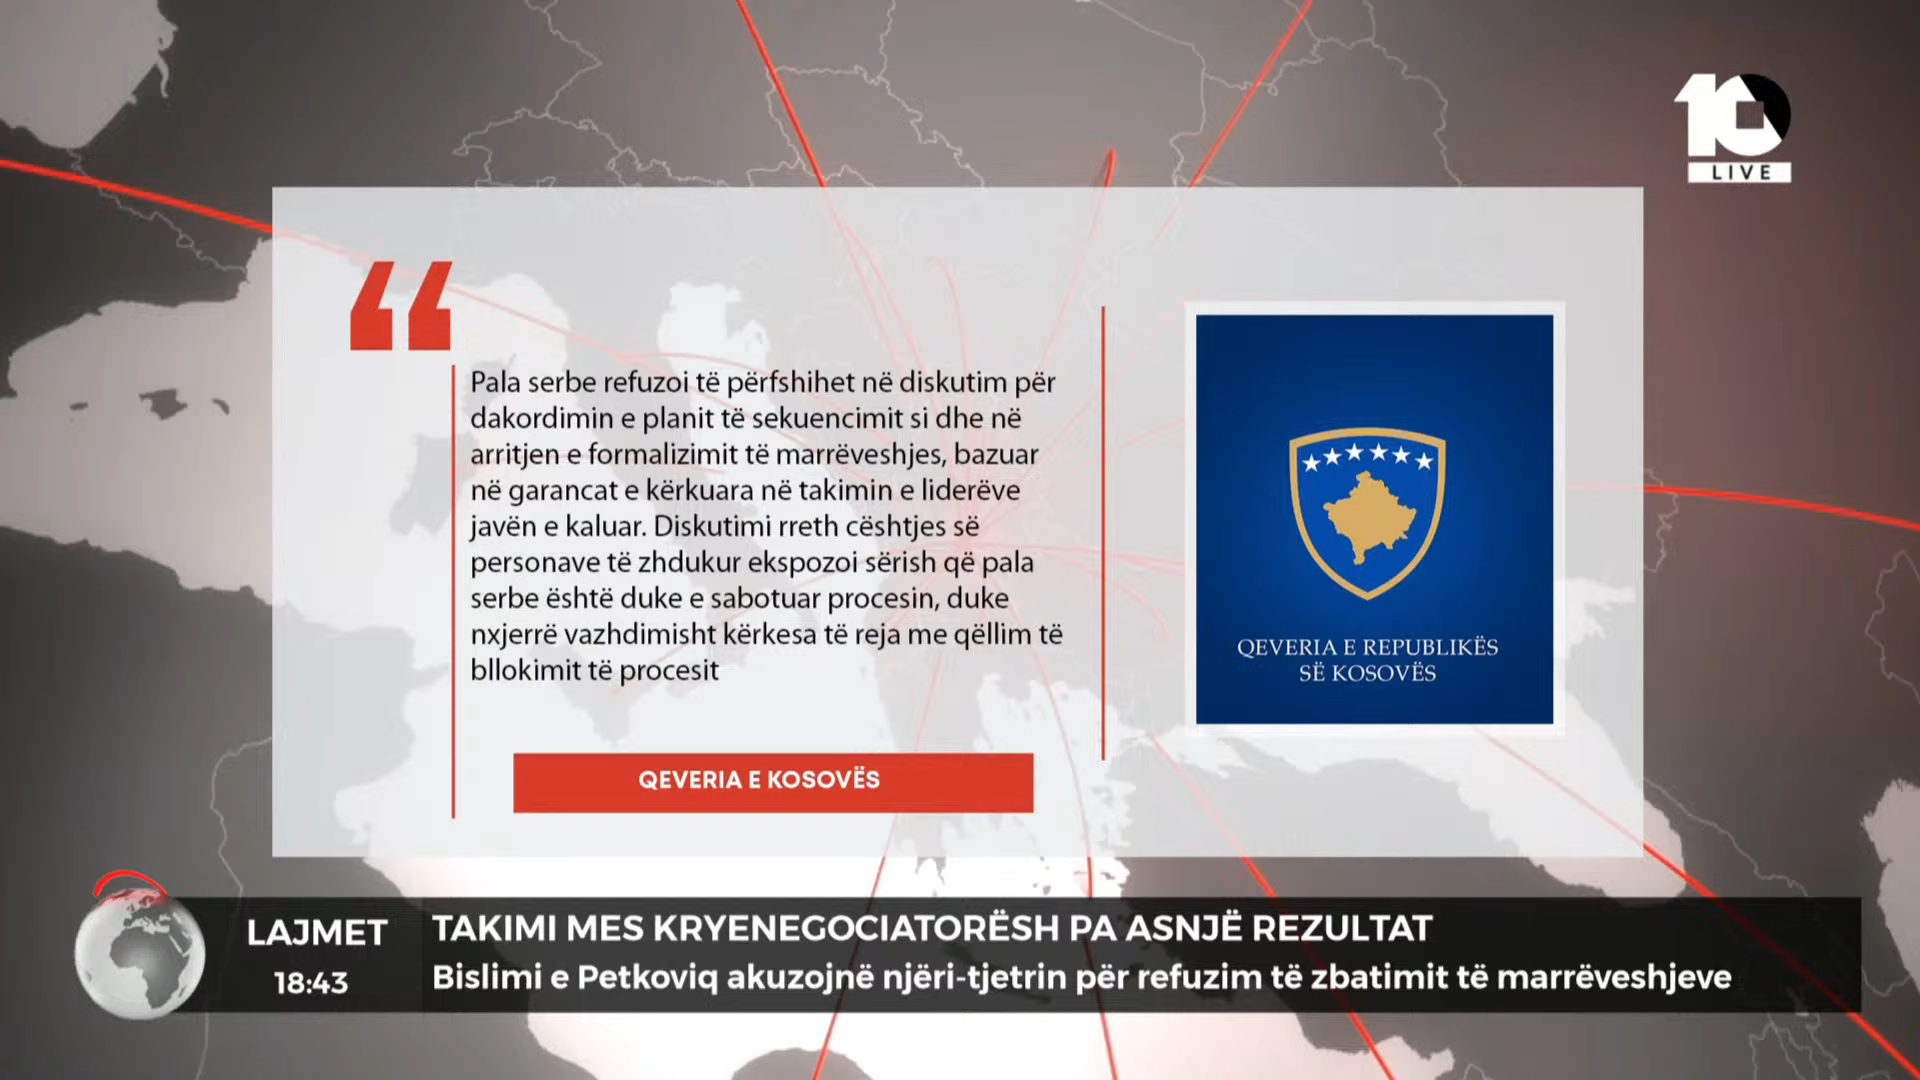 10
LIVE
“
Pala serbe refuzoi të përfshihet në diskutim për
dakordimin e planit të sekuencimit si dhe në
arritjen e formalizimit të marrëveshjes, bazuar
në garancat e kërkuara në takimin e liderëve
javën e kaluar. Diskutimi rreth cështjes së
personave të zhdukur ekspozoi sërish që pala
serbe është duke e sabotuar procesin, duke
nxjerrë vazhdimisht kërkesa të reja me qëllim të
bllokimit të procesit
QEVERIA E KOSOVËS
QEVERIA E REPUBLIKËS
SË KOSOVËS
LAJMET
18:43
TAKIMI MES KRYENEGOCIATORËSH PA ASNJË REZULTAT
Bislimi e Petkoviq akuzojnë njëri-tjetrin për refuzim të zbatimit të marrëveshjeve